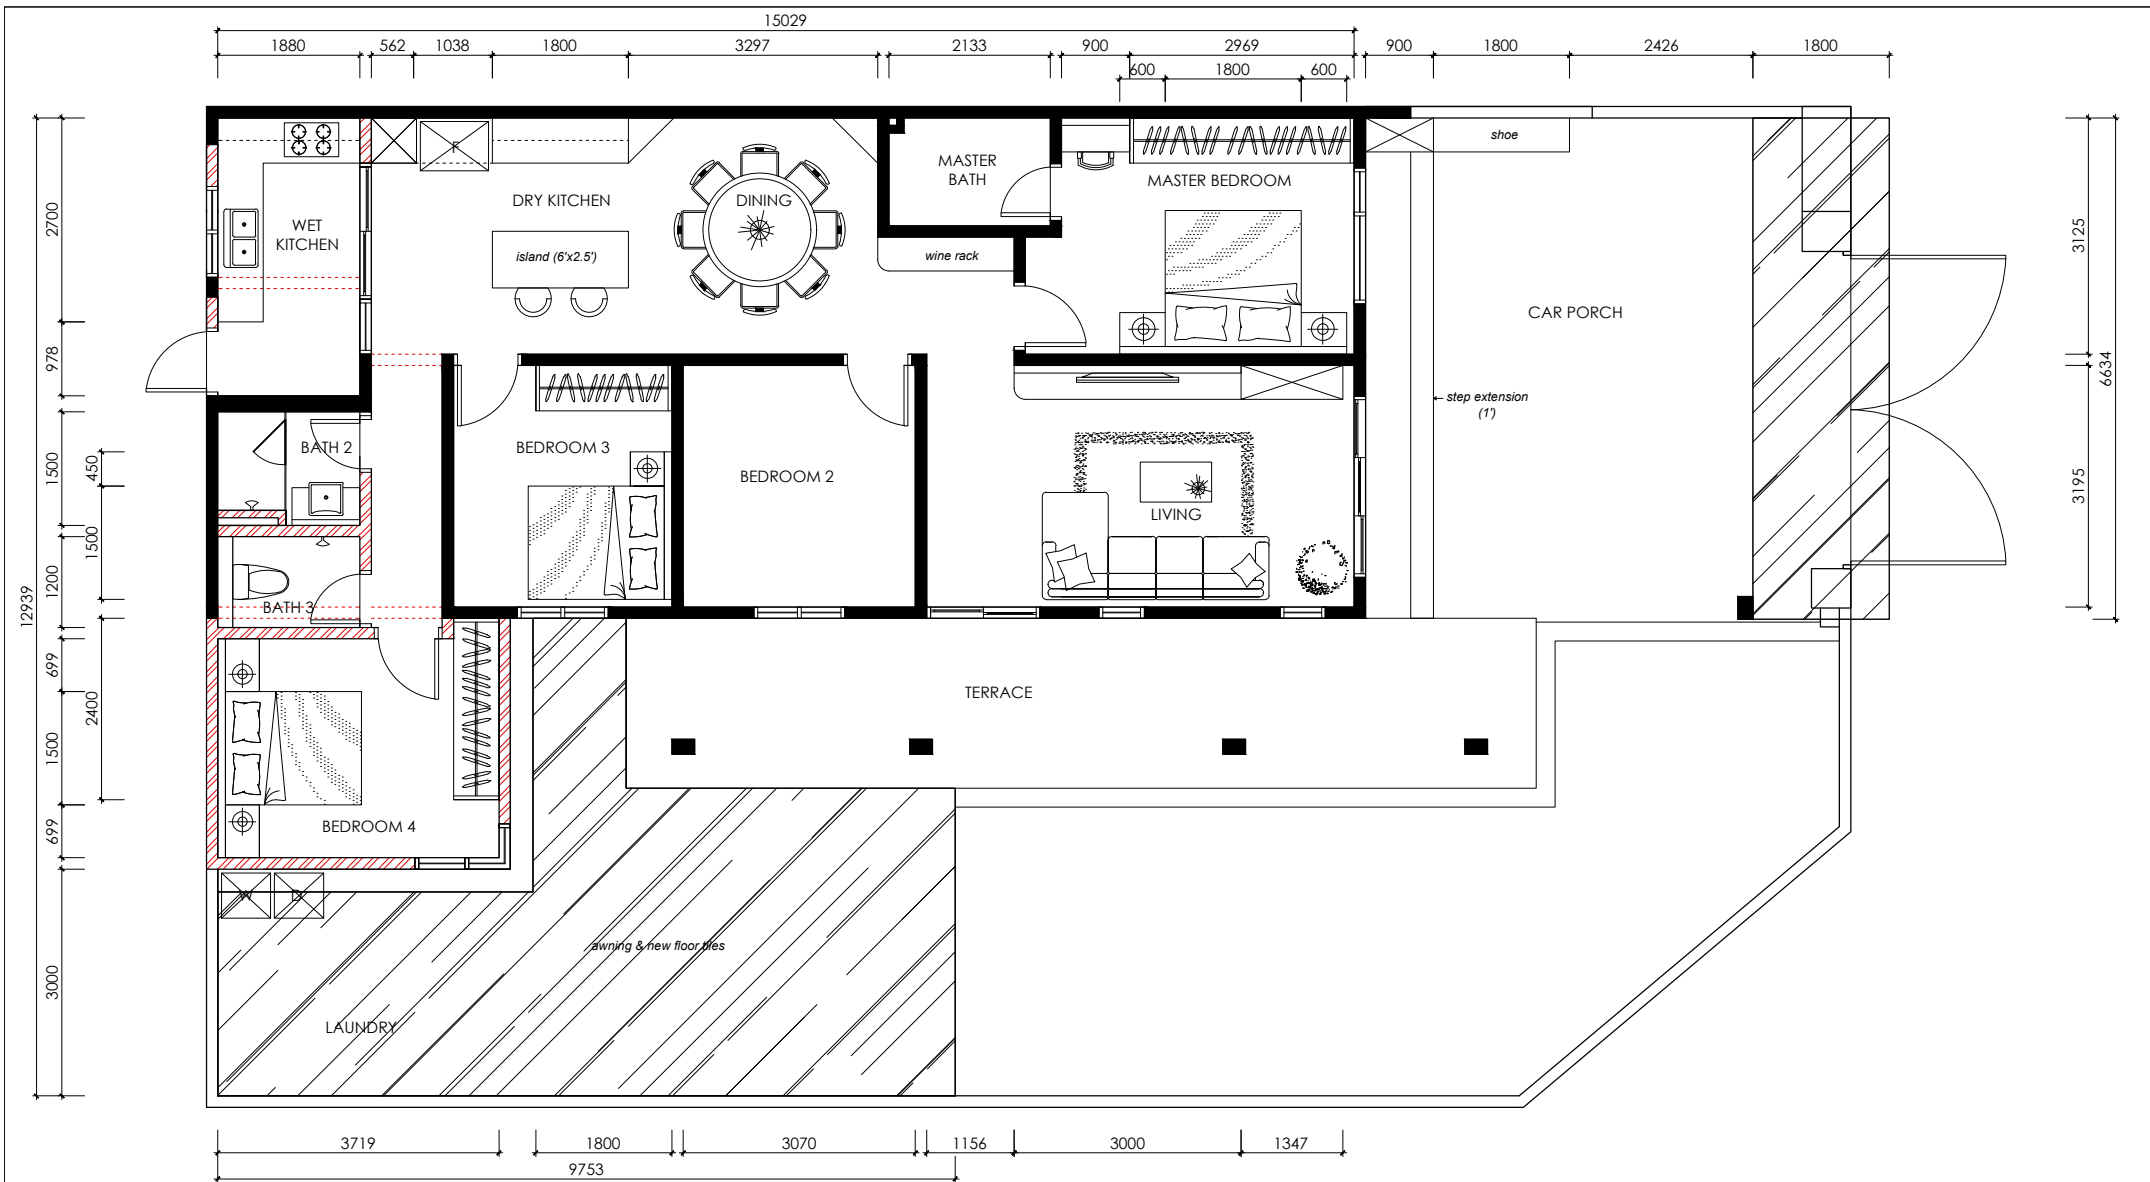 15029
1880
562
1038
1800
3297
2133
900
2969
900
1800
2426
1800
600
1800
600
shoe
F
MASTER
BATH
MASTER BEDROOM
DRY KITCHEN
DINING
WET
KITCHEN
island (6'x2.5')
wine rack
CAR PORCH
step extension
(1')
BATH 2
BEDROOM 3
BEDROOM 2
LIVING
BATH 3
TERRACE
BEDROOM 4
W
D
awning & new floor tiles
LAUNDRY
12939
2700
978
1500
1200
699
1500
699
3000
450
1500
2400
3125
3195
6634
3719
1800
3070
1156
3000
1347
9753